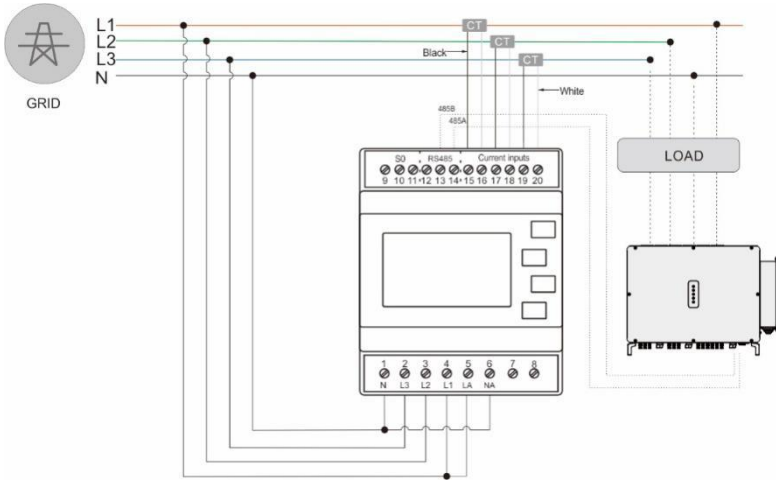 L1
L2
L3
N
GRID
CT
CT
CT
Black
White
485B
485A
LOAD
S0 RS485 Current inputs
9 10 11 12 13 14 15 16 17 18 19 20
1 2 3 4 5 6 7 8
N L3 L2 L1 LA NA